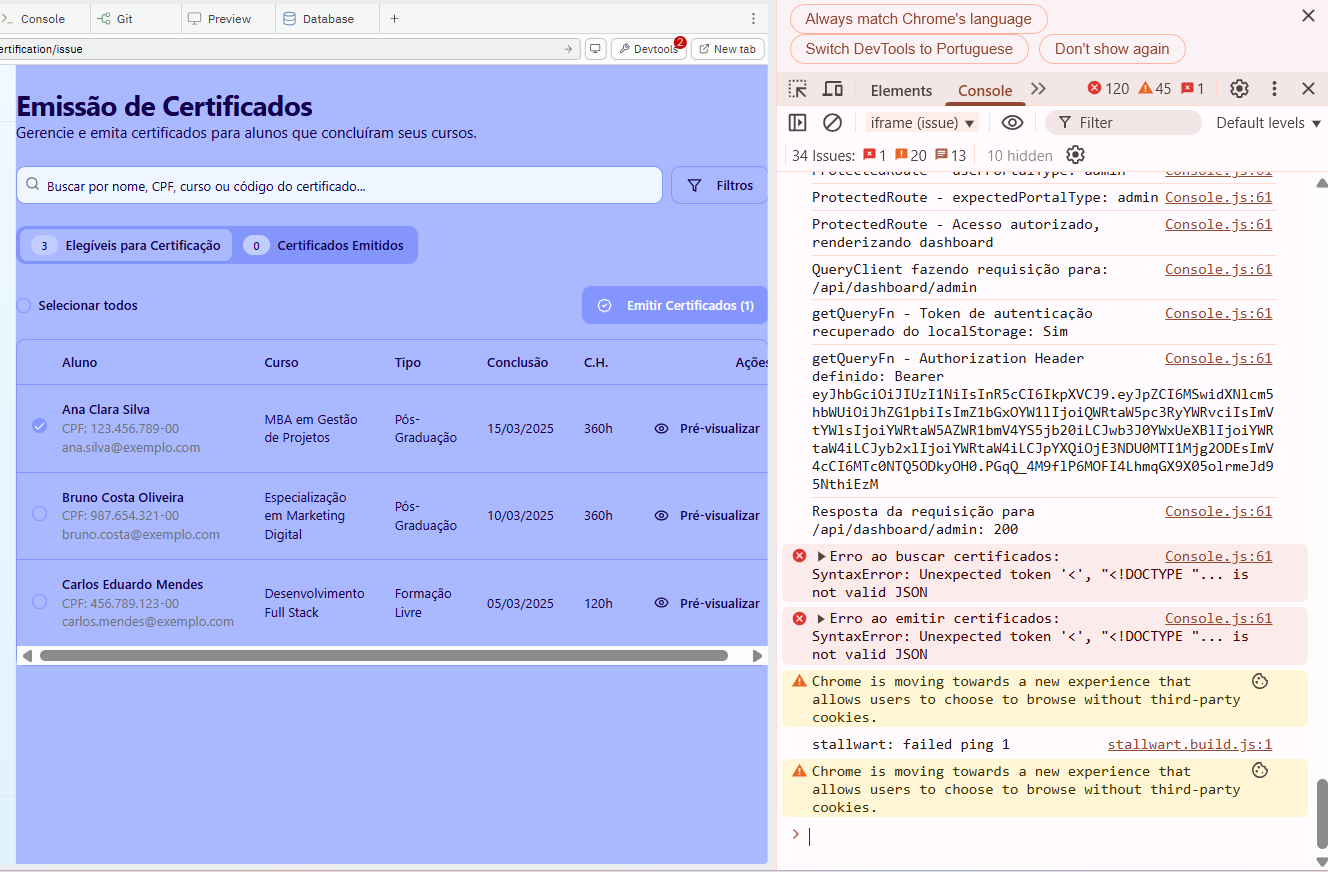 Console
Git
Preview
Database
ertification/issue
Devtools
2
New tab
Emissão de Certificados
Gerencie e emita certificados para alunos que concluíram seus cursos.
Buscar por nome, CPF, curso ou código do certificado...
Filtros
3 Elegíveis para Certificação
0 Certificados Emitidos
Selecionar todos
Emitir Certificados (1)
Aluno Curso Tipo Conclusão C.H. Ações
Ana Clara Silva
CPF: 123.456.789-00
ana.silva@exemplo.com
MBA em Gestão
de Projetos
Pós-
Graduação
15/03/2025
360h
Pré-visualizar
Bruno Costa Oliveira
CPF: 987.654.321-00
bruno.costa@exemplo.com
Especialização
em Marketing
Digital
Pós-
Graduação
10/03/2025
360h
Pré-visualizar
Carlos Eduardo Mendes
CPF: 456.789.123-00
carlos.mendes@exemplo.com
Desenvolvimento
Full Stack
Formação
Livre
05/03/2025
120h
Pré-visualizar
Always match Chrome's language
Switch DevTools to Portuguese
Don't show again
Elements
Console
120 45 1
iframe (issue)
Filter
Default levels
34 Issues: 1 20 13 10 hidden
ProtectedRoute - userPortalType: admin Console.js:61
ProtectedRoute - expectedPortalType: admin Console.js:61
ProtectedRoute - Acesso autorizado, Console.js:61
renderizando dashboard
QueryClient fazendo requisição para: Console.js:61
/api/dashboard/admin
getQueryFn - Token de autenticação Console.js:61
recuperado do localStorage: Sim
getQueryFn - Authorization Header Console.js:61
definido: Bearer
eyJhbGciOiJIUzI1NiIsInR5cCI6IkpXVCJ9.eyJpZCI6MSwidXNlcm5
hbWUiOiJhZG1pbiIsImZ1bGxOYW1lIjoiQWRtaW5pc3RyYWRvciIsImV
tYWlsIjoiYWRtaW5AZWR1bmV4YS5jb20iLCJwb3J0YWxUeXBlIjoiYWR
taW4iLCJyb2xlIjoiYWRtaW4iLCJpYXQiOjE3NDU0MTI1Mjg2ODEsImV
4cCI6MTc0NTQ5ODkyOH0.PGqQ_4M9flP6MOFI4LhmqGX9X05olrmeJd9
5NthiEzM
Resposta da requisição para Console.js:61
/api/dashboard/admin: 200
Erro ao buscar certificados: Console.js:61
SyntaxError: Unexpected token '<', "<!DOCTYPE "... is
not valid JSON
Erro ao emitir certificados: Console.js:61
SyntaxError: Unexpected token '<', "<!DOCTYPE "... is
not valid JSON
Chrome is moving towards a new experience that
allows users to choose to browse without third-party
cookies.
stallwart: failed ping 1 stallwart.build.js:1
Chrome is moving towards a new experience that
allows users to choose to browse without third-party
cookies.